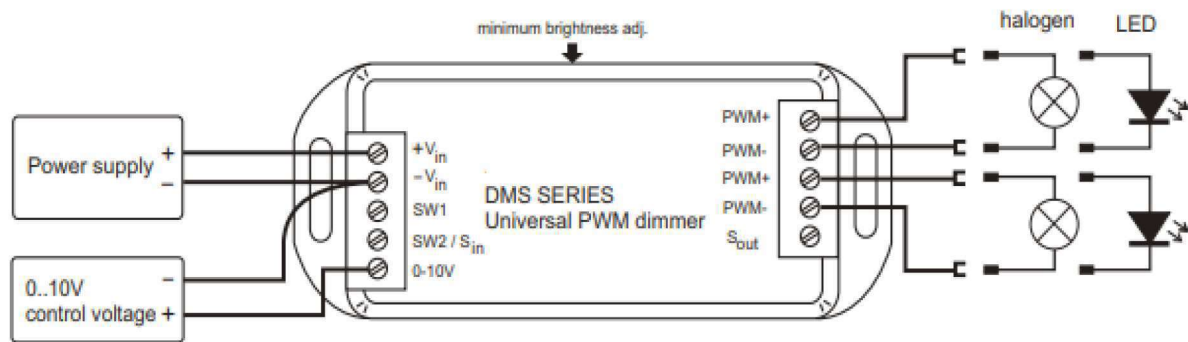 minimum brightness adj.
halogen
LED
Power supply
+
−
0..10V
control voltage
−
+
+Vin
−Vin
SW1
SW2 / Sin
0-10V
DMS SERIES
Universal PWM dimmer
PWM+
PWM-
PWM+
PWM-
Sout